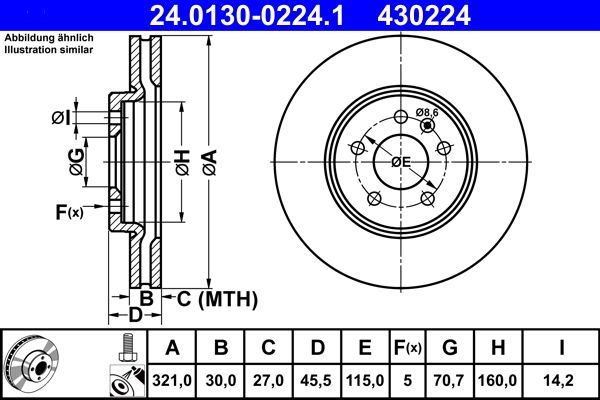 24.0130-0224.1 430224
Abbildung ähnlich
Illustration similar
ØI
ØG
ØH
ØA
F(x)
B
C (MTH)
D
Ø8,6
ØE
A B C D E F(x) G H I
321,0 30,0 27,0 45,5 115,0 5 70,7 160,0 14,2